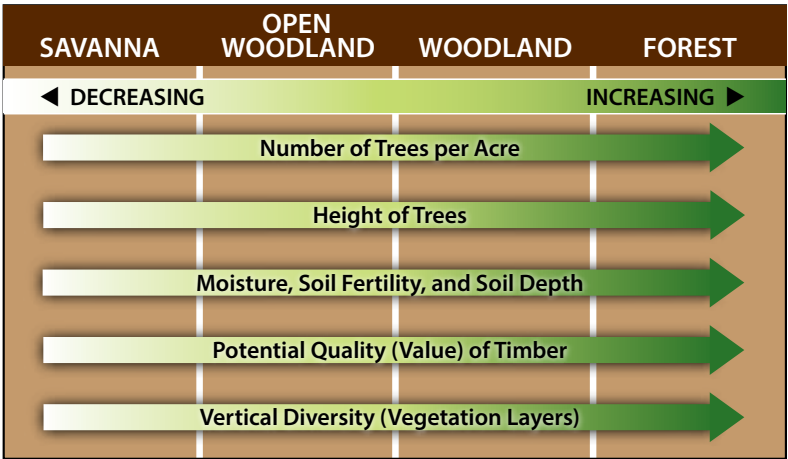 SAVANNA
OPEN
WOODLAND
WOODLAND
FOREST
◀ DECREASING
INCREASING ▶
Number of Trees per Acre
Height of Trees
Moisture, Soil Fertility, and Soil Depth
Potential Quality (Value) of Timber
Vertical Diversity (Vegetation Layers)